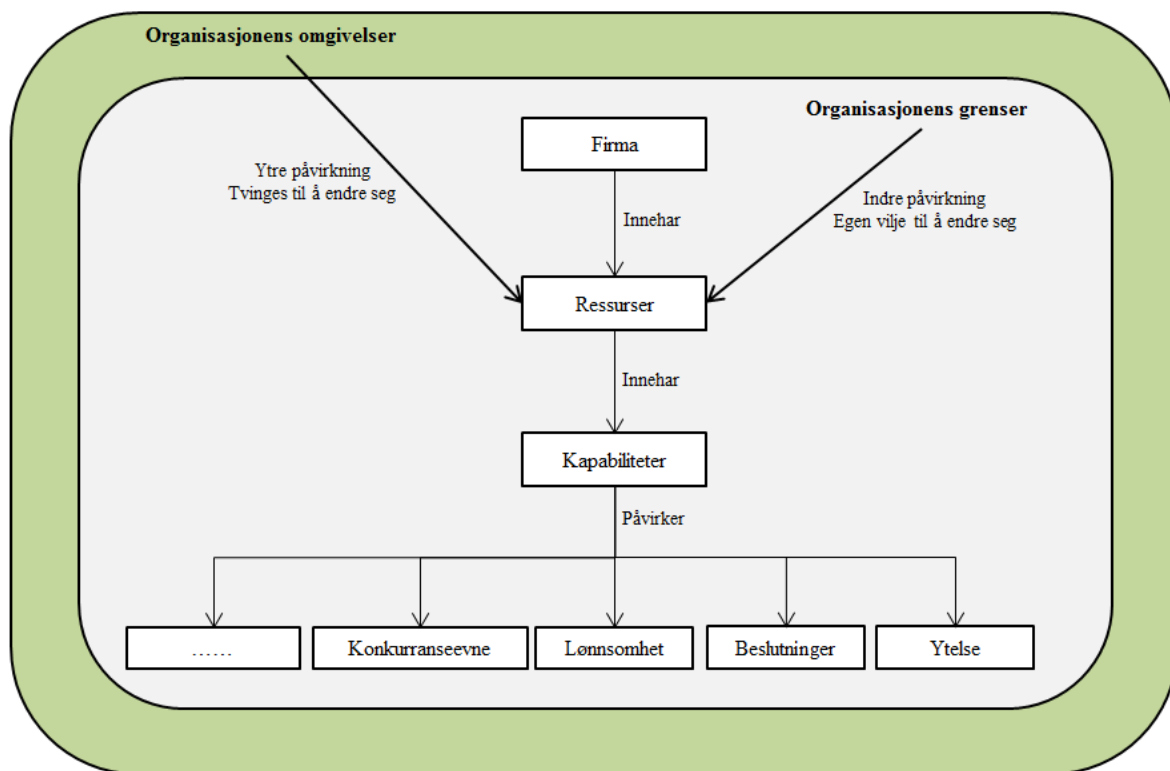 Organisasjonens omgivelser
Organisasjonens grenser
Firma
Ytre påvirkning
Tvinges til å endre seg
Indre påvirkning
Egen vilje til å endre seg
Innehar
Ressurser
Innehar
Kapabiliteter
Påvirker
……
Konkurranseevne
Lønnsomhet
Beslutninger
Ytelse